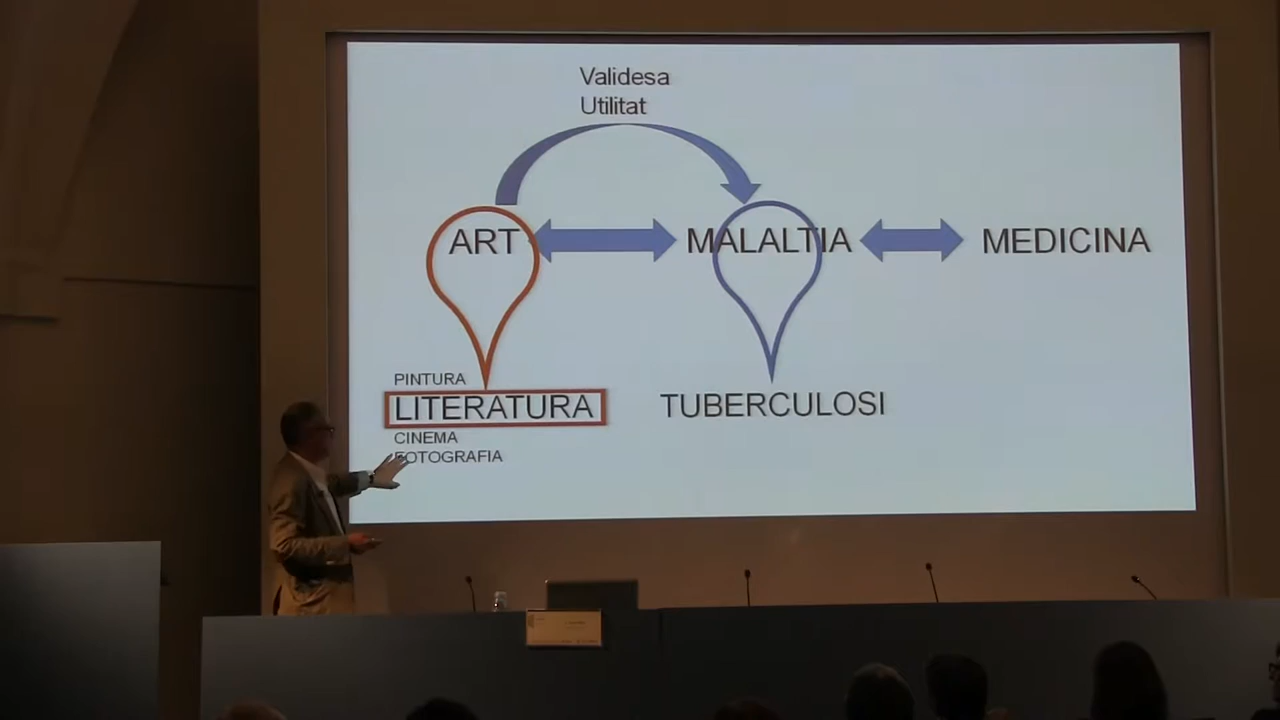 Validesa
Utilitat
ART
MALALTIA
MEDICINA
PINTURA
LITERATURA
TUBERCULOSI
CINEMA
FOTOGRAFIA